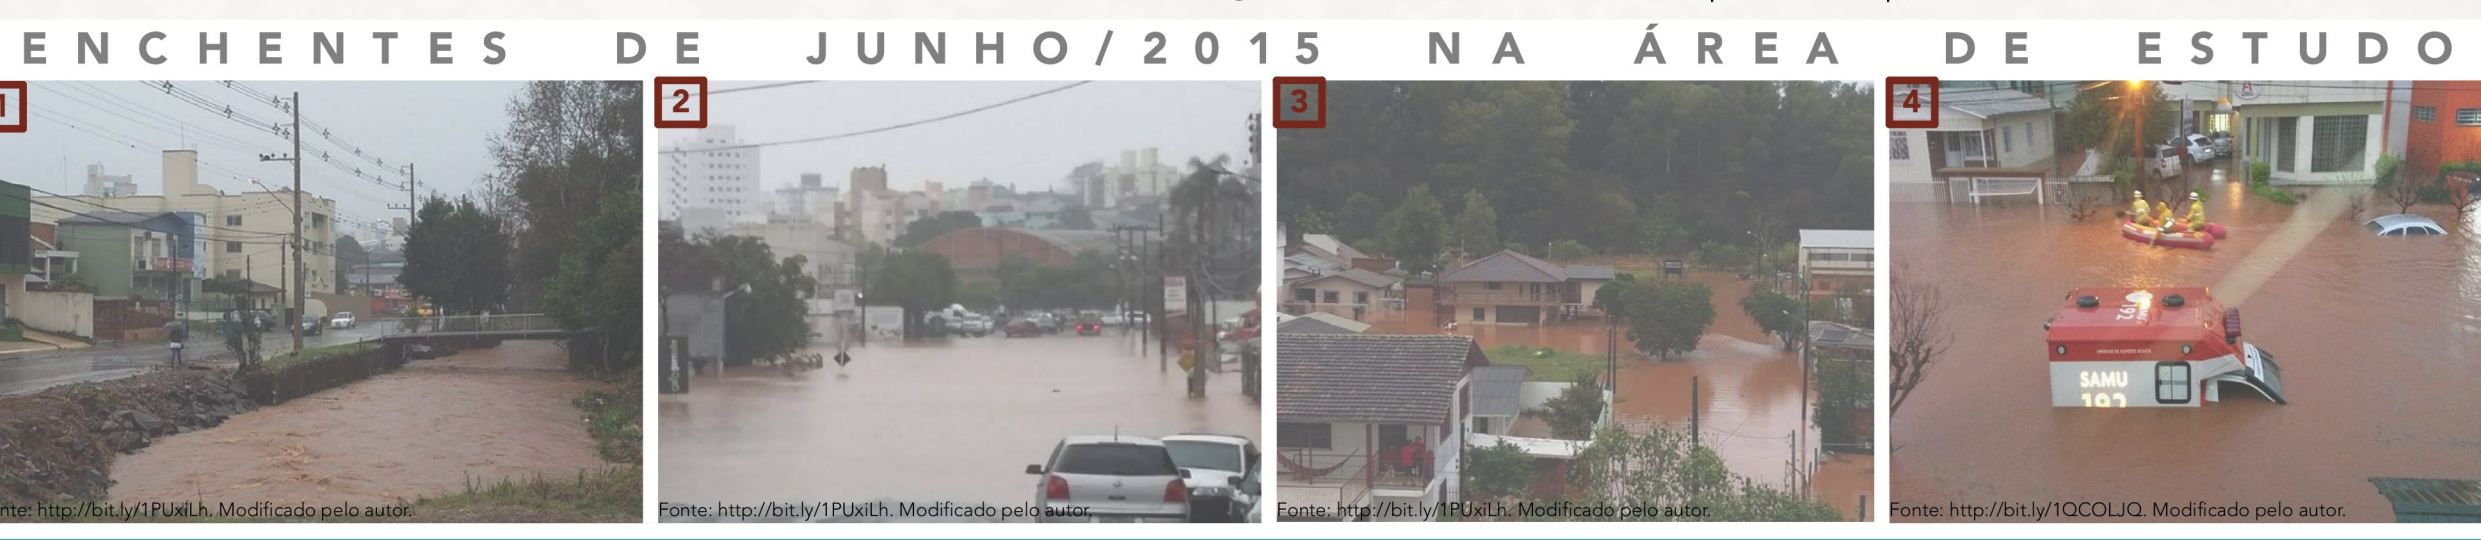 ENCHENTES DE JUNHO/2015 NA ÁREA DE ESTUDO
1
2
3
4
SAMU
192
192
nte: http://bit.ly/1PUxiLh. Modificado pelo autor.
Fonte: http://bit.ly/1PUxiLh. Modificado pelo autor.
Fonte: http://bit.ly/1PUxiLh. Modificado pelo autor.
Fonte: http://bit.ly/1QCOLJQ. Modificado pelo autor.